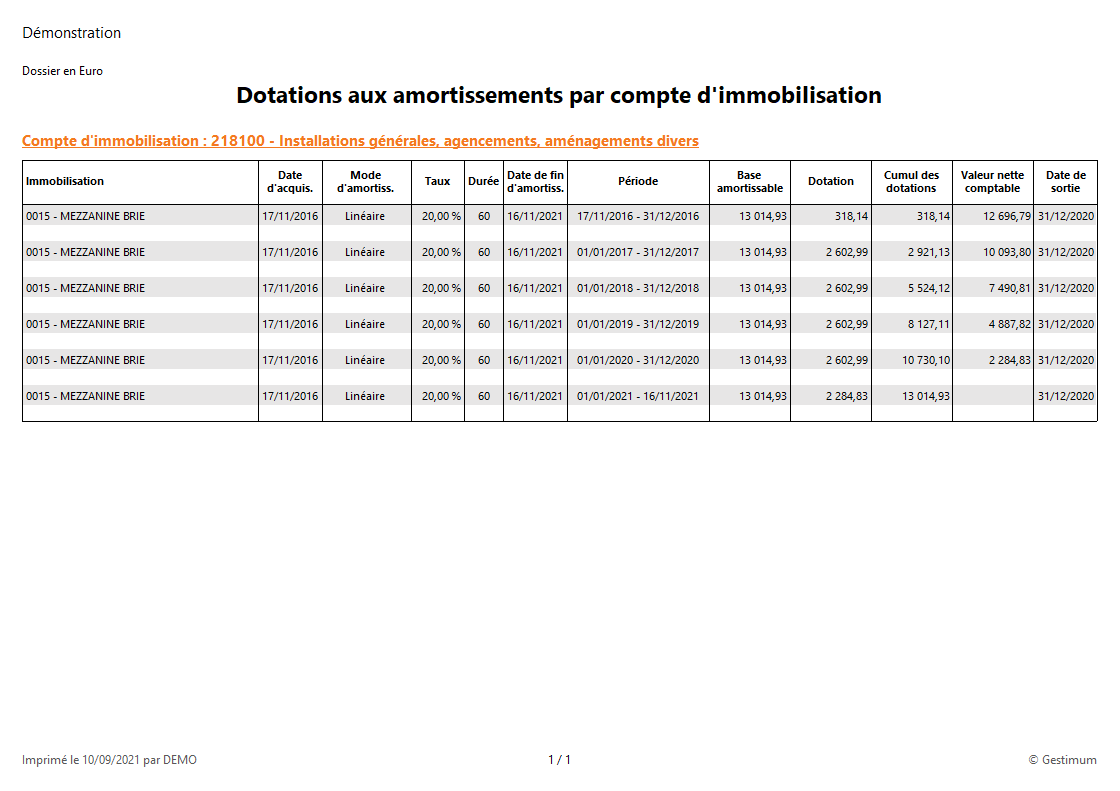 Démonstration
Dossier en Euro
Dotations aux amortissements par compte d'immobilisation
Compte d'immobilisation : 218100 - Installations générales, agencements, aménagements divers
Immobilisation Date d'acquis. Mode d'amortiss. Taux Durée Date de fin d'amortiss. Période Base amortissable Dotation Cumul des dotations Valeur nette comptable Date de sortie
0015 - MEZZANINE BRIE 17/11/2016 Linéaire 20,00 % 60 16/11/2021 17/11/2016 - 31/12/2016 13 014,93 318,14 318,14 12 696,79 31/12/2020
0015 - MEZZANINE BRIE 17/11/2016 Linéaire 20,00 % 60 16/11/2021 01/01/2017 - 31/12/2017 13 014,93 2 602,99 2 921,13 10 093,80 31/12/2020
0015 - MEZZANINE BRIE 17/11/2016 Linéaire 20,00 % 60 16/11/2021 01/01/2018 - 31/12/2018 13 014,93 2 602,99 5 524,12 7 490,81 31/12/2020
0015 - MEZZANINE BRIE 17/11/2016 Linéaire 20,00 % 60 16/11/2021 01/01/2019 - 31/12/2019 13 014,93 2 602,99 8 127,11 4 887,82 31/12/2020
0015 - MEZZANINE BRIE 17/11/2016 Linéaire 20,00 % 60 16/11/2021 01/01/2020 - 31/12/2020 13 014,93 2 602,99 10 730,10 2 284,83 31/12/2020
0015 - MEZZANINE BRIE 17/11/2016 Linéaire 20,00 % 60 16/11/2021 01/01/2021 - 16/11/2021 13 014,93 2 284,83 13 014,93 31/12/2020
Imprimé le 10/09/2021 par DEMO 1 / 1 © Gestimum